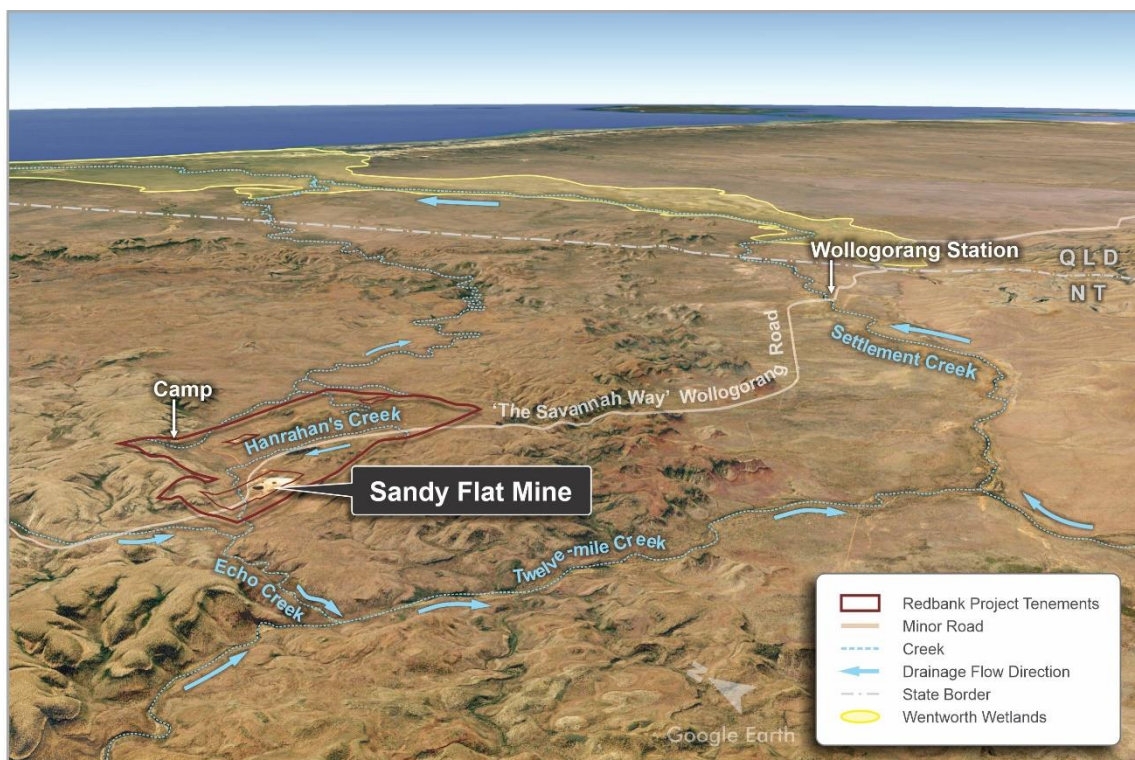 Wollogorang Station
QLD
NT
Settlement Creek
'The Savannah Way' Wollogorang Road
Camp
Hanrahan's Creek
Sandy Flat Mine
Twelve-mile Creek
Echo Creek
Redbank Project Tenements
Minor Road
Creek
Drainage Flow Direction
State Border
Wentworth Wetlands
Google Earth